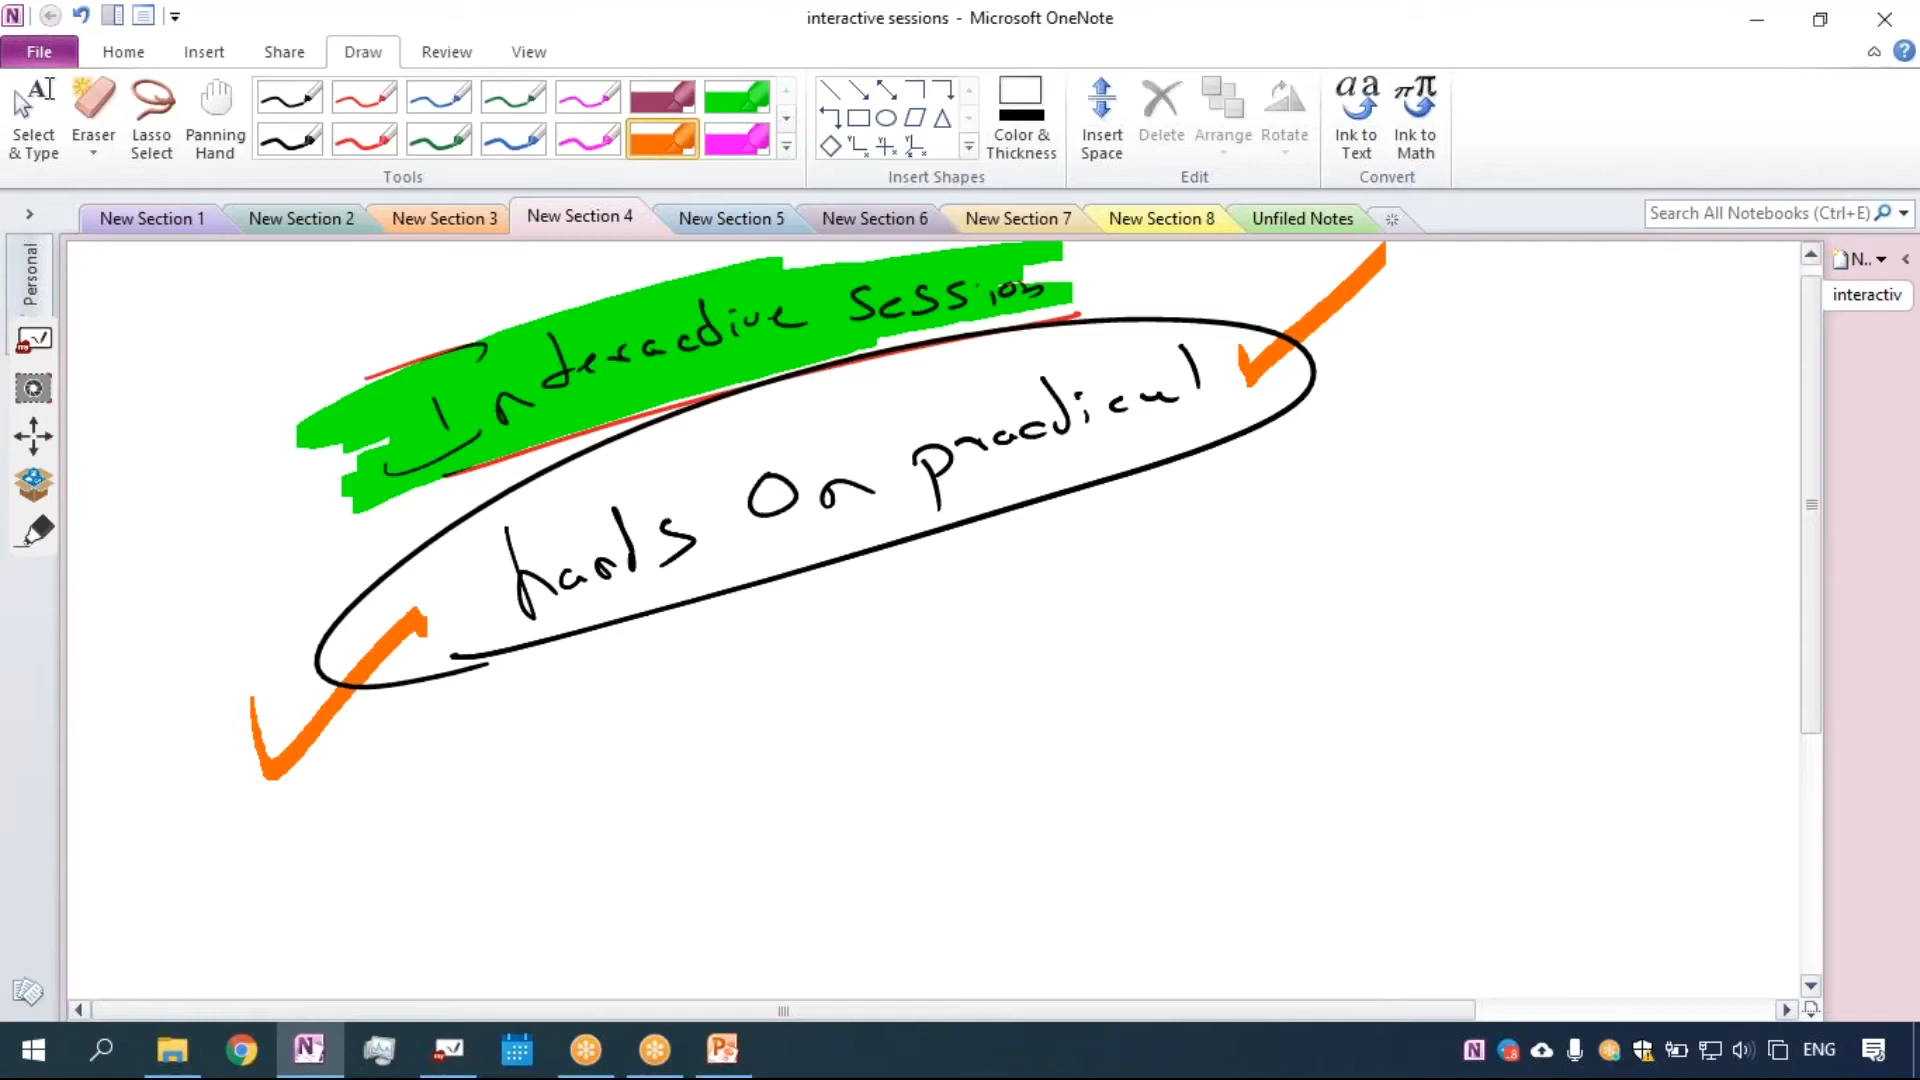 interactive sessions - Microsoft OneNote
File Home Insert Share Draw Review View
Select & Type
Eraser
Lasso Select
Panning Hand
Color & Thickness
Insert Space
Delete
Arrange
Rotate
Ink to Text
Ink to Math
Tools
Insert Shapes
Edit
Convert
New Section 1 New Section 2 New Section 3 New Section 4 New Section 5 New Section 6 New Section 7 New Section 8 Unfiled Notes
Search All Notebooks (Ctrl+E)
Personal
N..
interactiv
Interactive Session
hands On practical
ENG